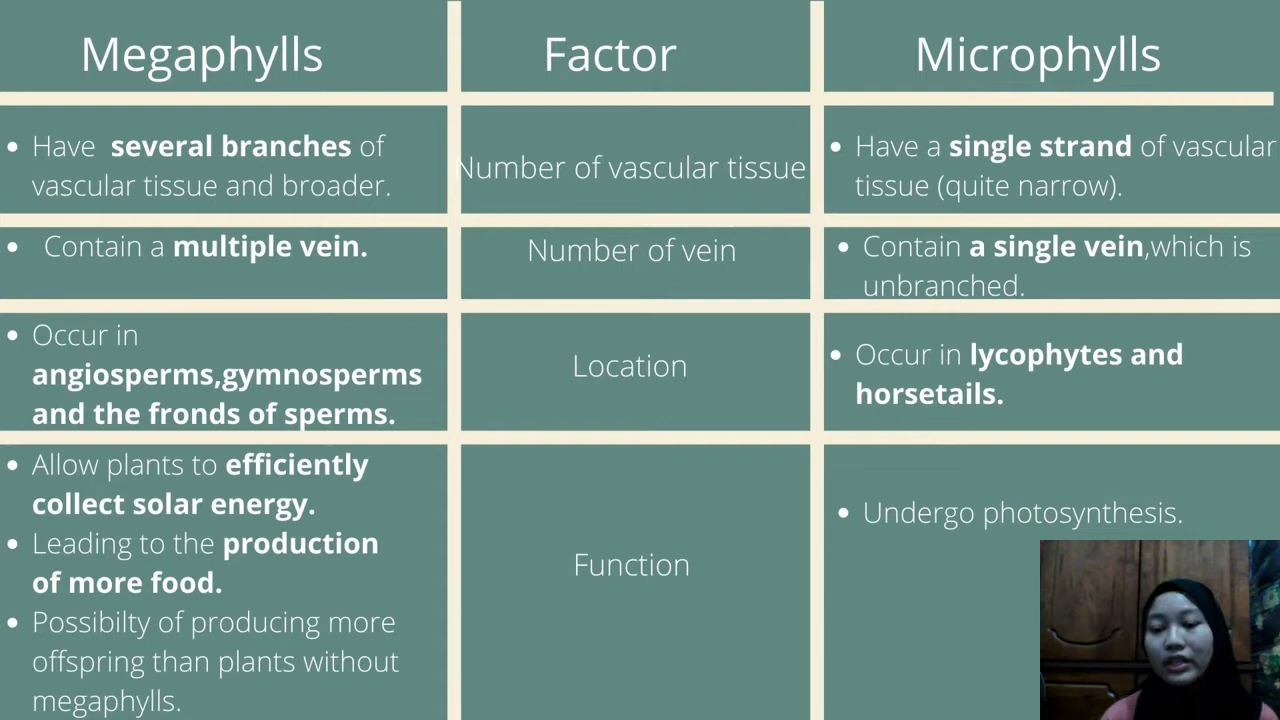 Megaphylls
Factor
Microphylls
• Have several branches of
vascular tissue and broader.
Number of vascular tissue
• Have a single strand of vascular
tissue (quite narrow).
• Contain a multiple vein.
Number of vein
• Contain a single vein,which is
unbranched.
• Occur in
angiosperms,gymnosperms
and the fronds of sperms.
Location
• Occur in lycophytes and
horsetails.
• Allow plants to efficiently
collect solar energy.
• Leading to the production
of more food.
• Possibilty of producing more
offspring than plants without
megaphylls.
Function
• Undergo photosynthesis.